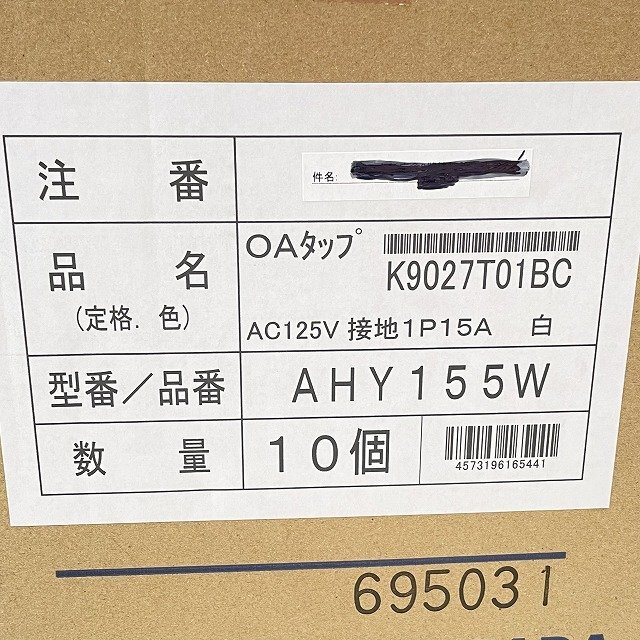 注 番
件名:
品 名
(定格. 色)
OAタップ
K9027T01BC
AC125V 接地1P15A 白
型番/品番
AHY155W
数 量
10個
4573196165441
695031